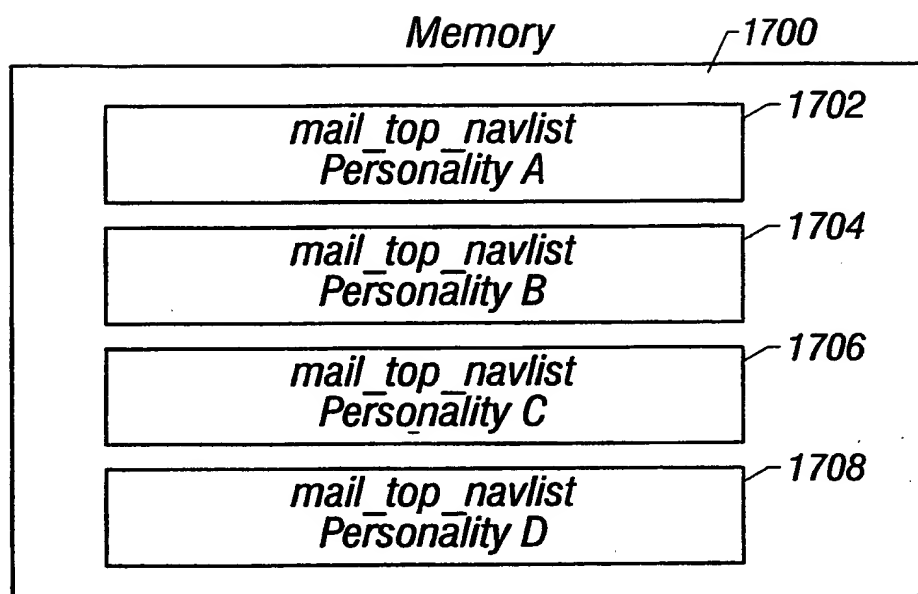 Memory
1700
mail_top_navlist
Personality A
1702
mail_top_navlist
Personality B
1704
mail_top_navlist
Personality C
1706
mail_top_navlist
Personality D
1708